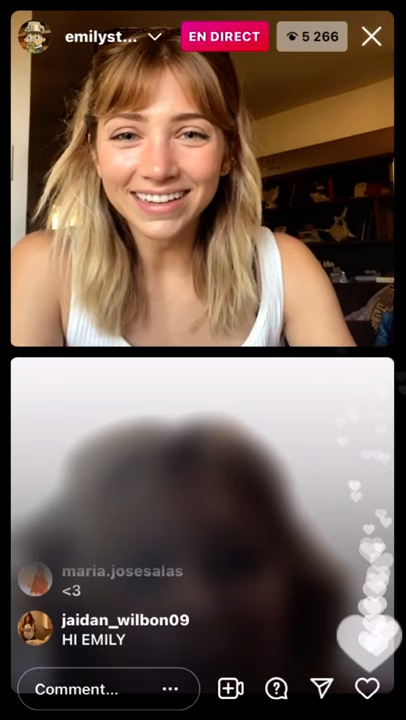 emilyst...
EN DIRECT
5 266
maria.josesalas
<3
jaidan_wilbon09
HI EMILY
Comment...